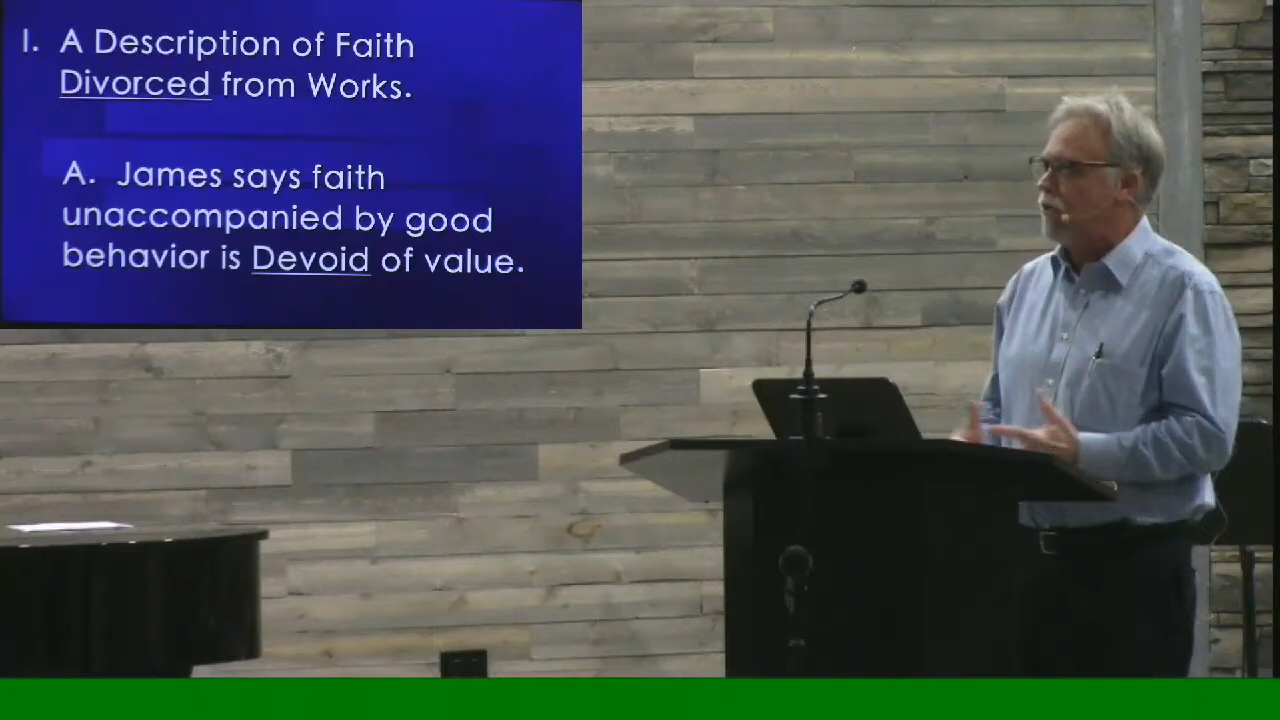 I. A Description of Faith
Divorced from Works.
A. James says faith
unaccompanied by good
behavior is Devoid of value.